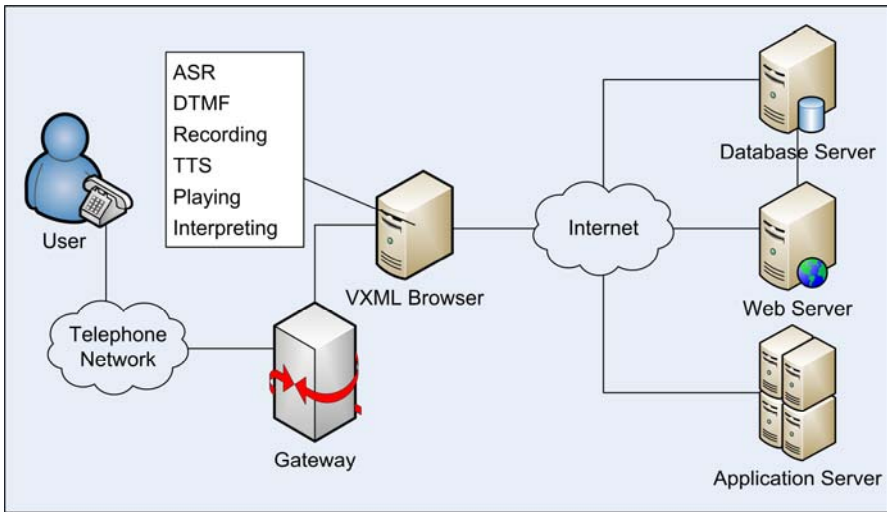 ASR
DTMF
Recording
TTS
Playing
Interpreting
User
Telephone
Network
Gateway
VXML Browser
Internet
Database Server
Web Server
Application Server